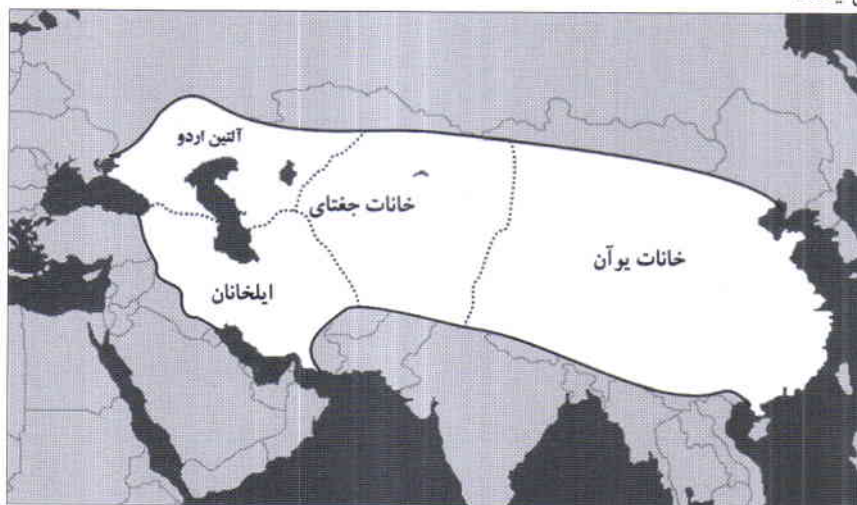 آلتین اردو
خانات جغتای
خانات یوآن
ایلخانان